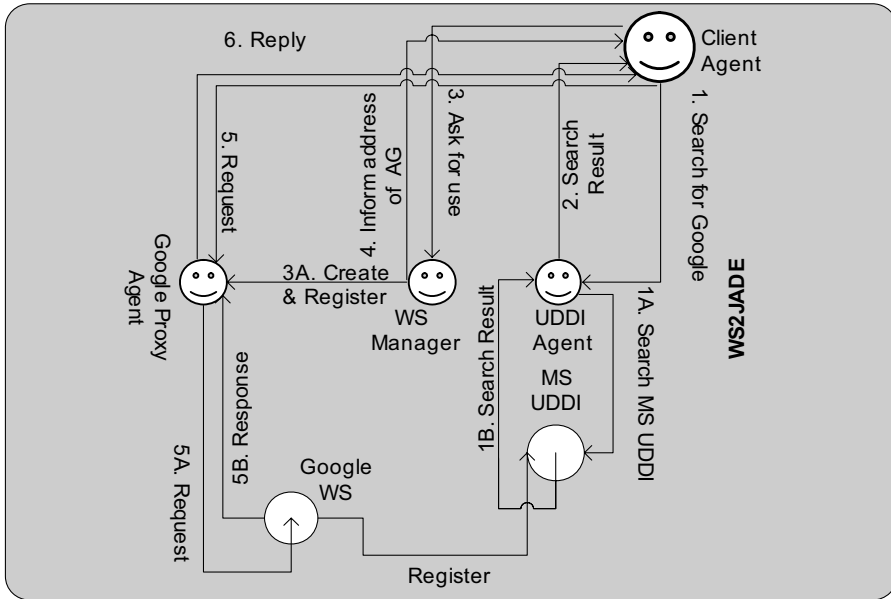 6. Reply
Client
Agent
1. Search for Google
3. Ask for use
4. Inform address
of AG
5. Request
2. Search
Result
Google Proxy
Agent
3A. Create
& Register
WS
Manager
UDDI
Agent
1A. Search MS UDDI
WS2JADE
1B. Search Result
MS
UDDI
5B. Response
5A. Request
Google
WS
Register